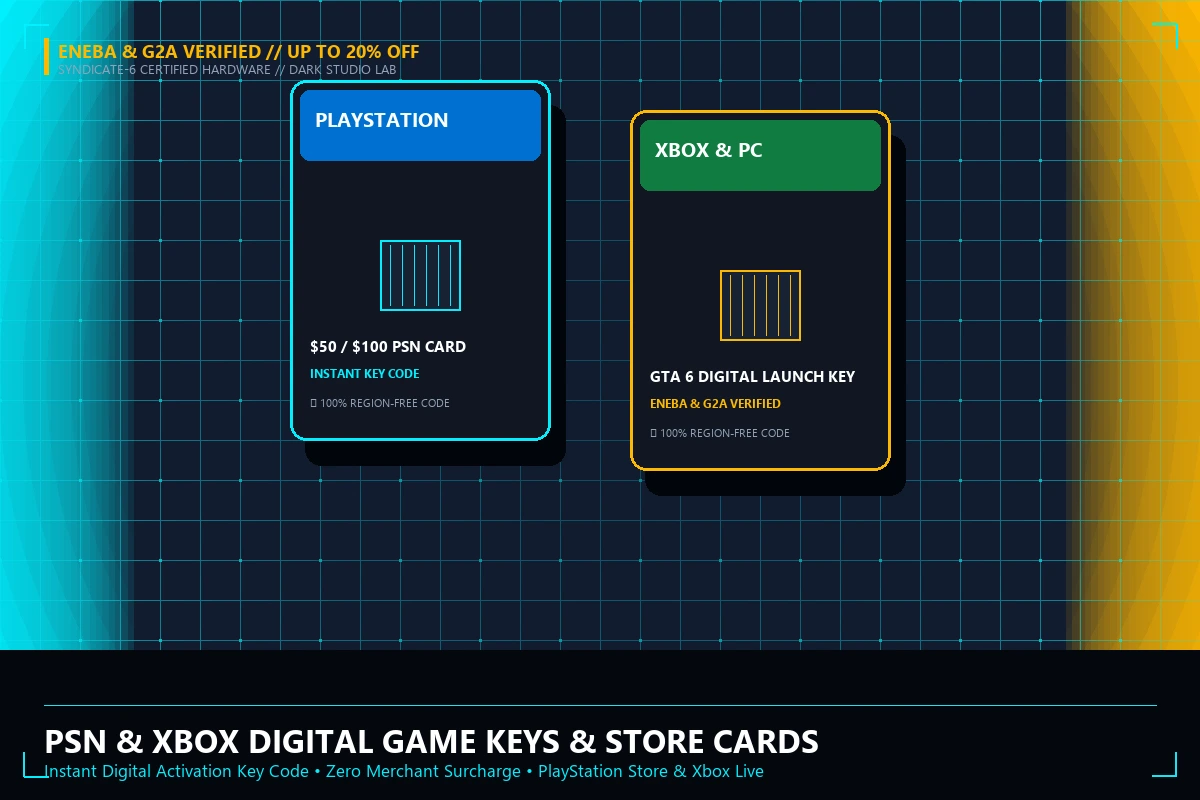 ENEBA & G2A VERIFIED // UP TO 20% OFF
SYNDICATE-6 CERTIFIED HARDWARE // DARK STUDIO LAB
PLAYSTATION
$50 / $100 PSN CARD
INSTANT KEY CODE
▯ 100% REGION-FREE CODE
XBOX & PC
GTA 6 DIGITAL LAUNCH KEY
ENEBA & G2A VERIFIED
▯ 100% REGION-FREE CODE
PSN & XBOX DIGITAL GAME KEYS & STORE CARDS
Instant Digital Activation Key Code • Zero Merchant Surcharge • PlayStation Store & Xbox Live